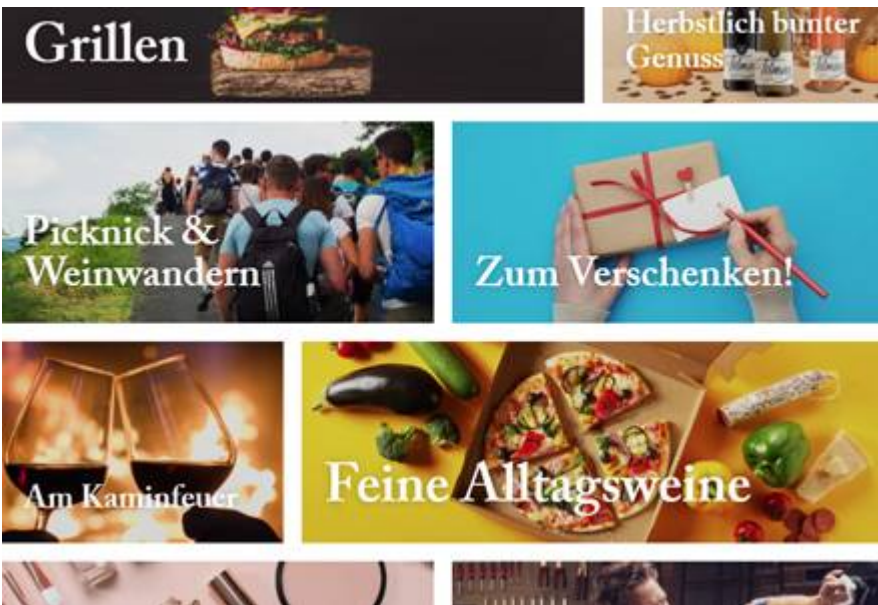 Grillen
Herbstlich bunter
Genuss
Picknick &
Weinwandern
Zum Verschenken!
Am Kaminfeuer
Feine Alltagsweine